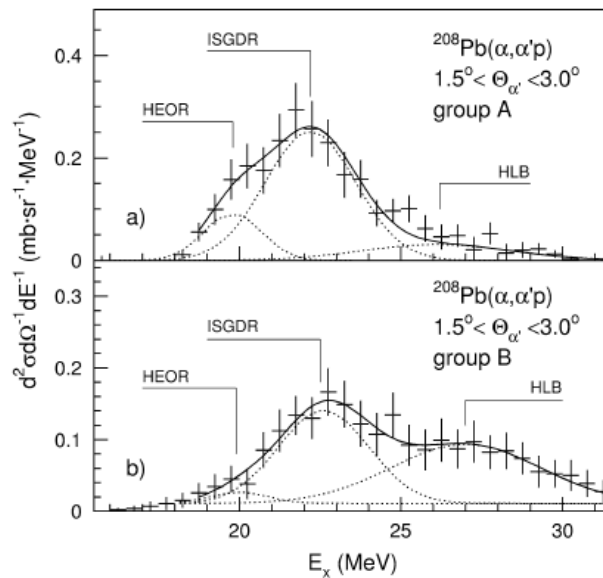 d²σdΩ⁻¹dE⁻¹ (mb·sr⁻¹·MeV⁻¹)
0.4
0.2
0
ISGDR
HEOR
HLB
²⁰⁸Pb(α,α'p)
1.5° < Θα' < 3.0°
group A
a)
0.3
0.2
0.1
0
ISGDR
HEOR
HLB
²⁰⁸Pb(α,α'p)
1.5° < Θα' < 3.0°
group B
b)
20 25 30
Eₓ (MeV)